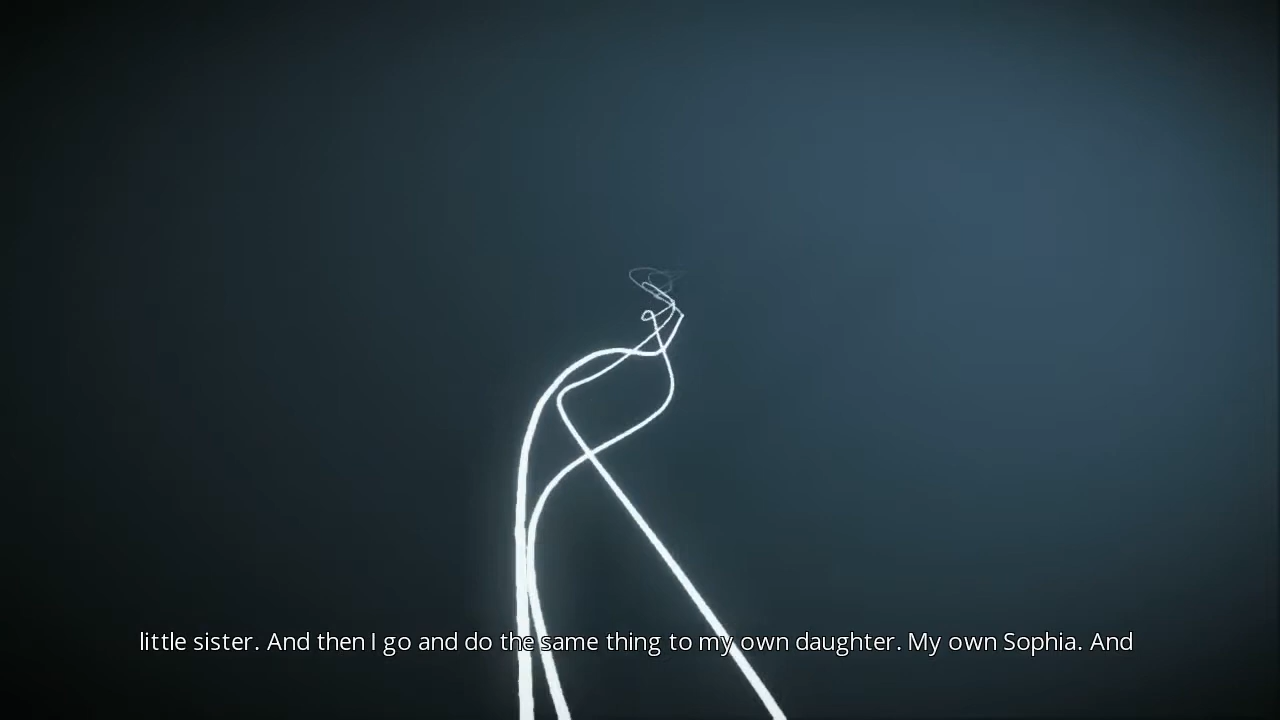 little sister. And then I go and do the same thing to my own daughter. My own Sophia. And